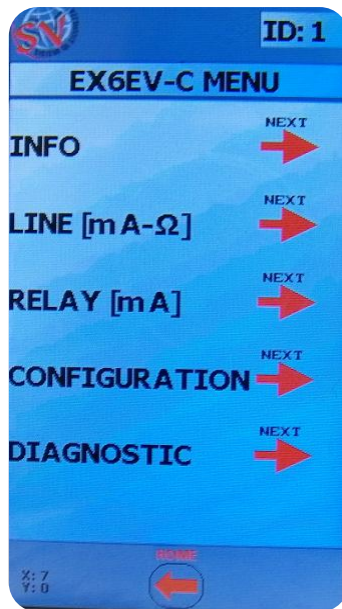 SV
ID: 1
EX6EV-C MENU
INFO
NEXT
LINE [mA-Ω]
NEXT
RELAY [mA]
NEXT
CONFIGURATION
NEXT
DIAGNOSTIC
NEXT
HOME
X: 7
Y: 0